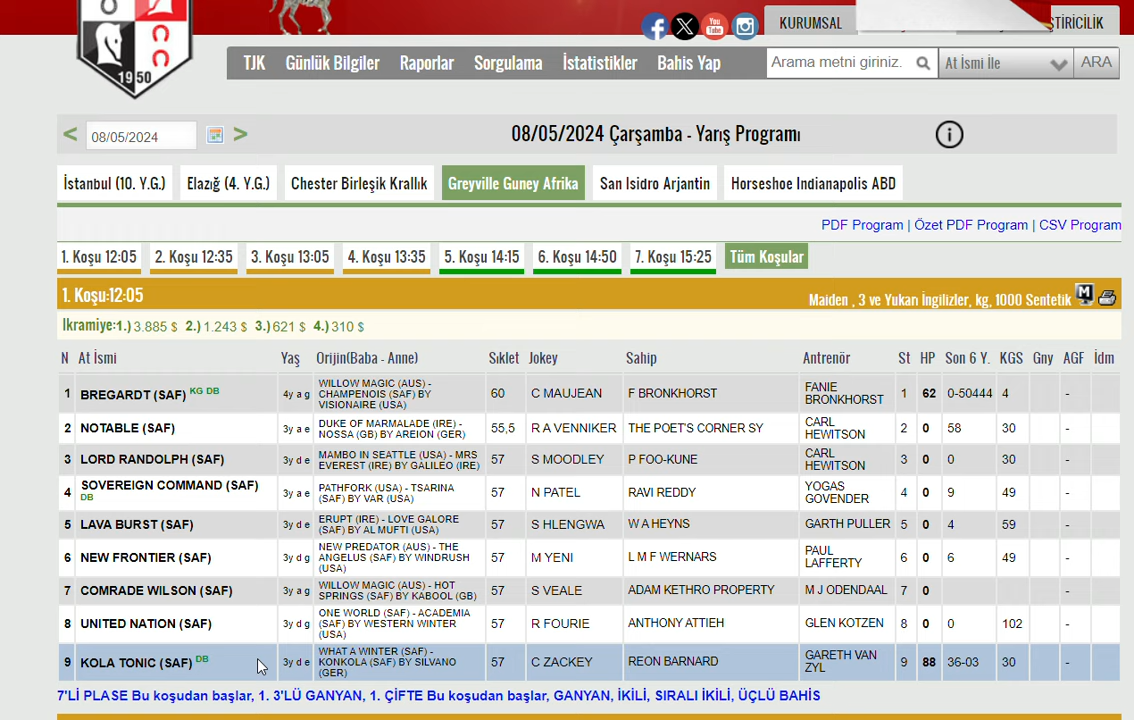 O C
C C
1950
KURUMSAL
ŞTİRİCİLİK
TJK Günlük Bilgiler Raporlar Sorgulama İstatistikler Bahis Yap
Arama metni giriniz. At İsmi İle ARA
< 08/05/2024 > 08/05/2024 Çarşamba - Yarış Programı
İstanbul (10. Y.G.) Elazığ (4. Y.G.) Chester Birleşik Krallık Greyville Guney Afrika San Isidro Arjantin Horseshoe Indianapolis ABD
PDF Program | Özet PDF Program | CSV Program
1. Koşu 12:05 2. Koşu 12:35 3. Koşu 13:05 4. Koşu 13:35 5. Koşu 14:15 6. Koşu 14:50 7. Koşu 15:25 Tüm Koşular
1. Koşu:12:05 Maiden , 3 ve Yukarı İngilizler, kg, 1000 Sentetik M
Ikramiye:1.) 3.885 $ 2.) 1.243 $ 3.) 621 $ 4.) 310 $
N At İsmi Yaş Orijin(Baba - Anne) Sıklet Jokey Sahip Antrenör St HP Son 6 Y. KGS Gny AGF İdm
1 BREGARDT (SAF) KG DB 4y a g WILLOW MAGIC (AUS) - CHAMPENOIS (SAF) BY VISIONAIRE (USA) 60 C MAUJEAN F BRONKHORST FANIE BRONKHORST 1 62 0-50444 4 -
2 NOTABLE (SAF) 3y a e DUKE OF MARMALADE (IRE) - NOSSA (GB) BY AREION (GER) 55,5 R A VENNIKER THE POET'S CORNER SY CARL HEWITSON 2 0 58 30 -
3 LORD RANDOLPH (SAF) 3y d e MAMBO IN SEATTLE (USA) - MRS EVEREST (IRE) BY GALILEO (IRE) 57 S MOODLEY P FOO-KUNE CARL HEWITSON 3 0 0 30 -
4 SOVEREIGN COMMAND (SAF) DB 3y a e PATHFORK (USA) - TSARINA (SAF) BY VAR (USA) 57 N PATEL RAVI REDDY YOGAS GOVENDER 4 0 9 49 -
5 LAVA BURST (SAF) 3y d e ERUPT (IRE) - LOVE GALORE (SAF) BY AL MUFTI (USA) 57 S HLENGWA W A HEYNS GARTH PULLER 5 0 4 59 -
6 NEW FRONTIER (SAF) 3y d g NEW PREDATOR (AUS) - THE ANGELUS (SAF) BY WINDRUSH (USA) 57 M YENI L M F WERNARS PAUL LAFFERTY 6 0 6 49 -
7 COMRADE WILSON (SAF) 3y a g WILLOW MAGIC (AUS) - HOT SPRINGS (SAF) BY KABOOL (GB) 57 S VEALE ADAM KETHRO PROPERTY M J ODENDAAL 7 0 -
8 UNITED NATION (SAF) 3y d g ONE WORLD (SAF) - ACADEMIA (SAF) BY WESTERN WINTER (USA) 57 R FOURIE ANTHONY ATTIEH GLEN KOTZEN 8 0 0 102 -
9 KOLA TONIC (SAF) DB 3y d e WHAT A WINTER (SAF) - KONKOLA (SAF) BY SILVANO (GER) 57 C ZACKEY REON BARNARD GARETH VAN ZYL 9 88 36-03 30 -
7'Lİ PLASE Bu koşudan başlar, 1. 3'LÜ GANYAN, 1. ÇİFTE Bu koşudan başlar, GANYAN, İKİLİ, SIRALI İKİLİ, ÜÇLÜ BAHİS